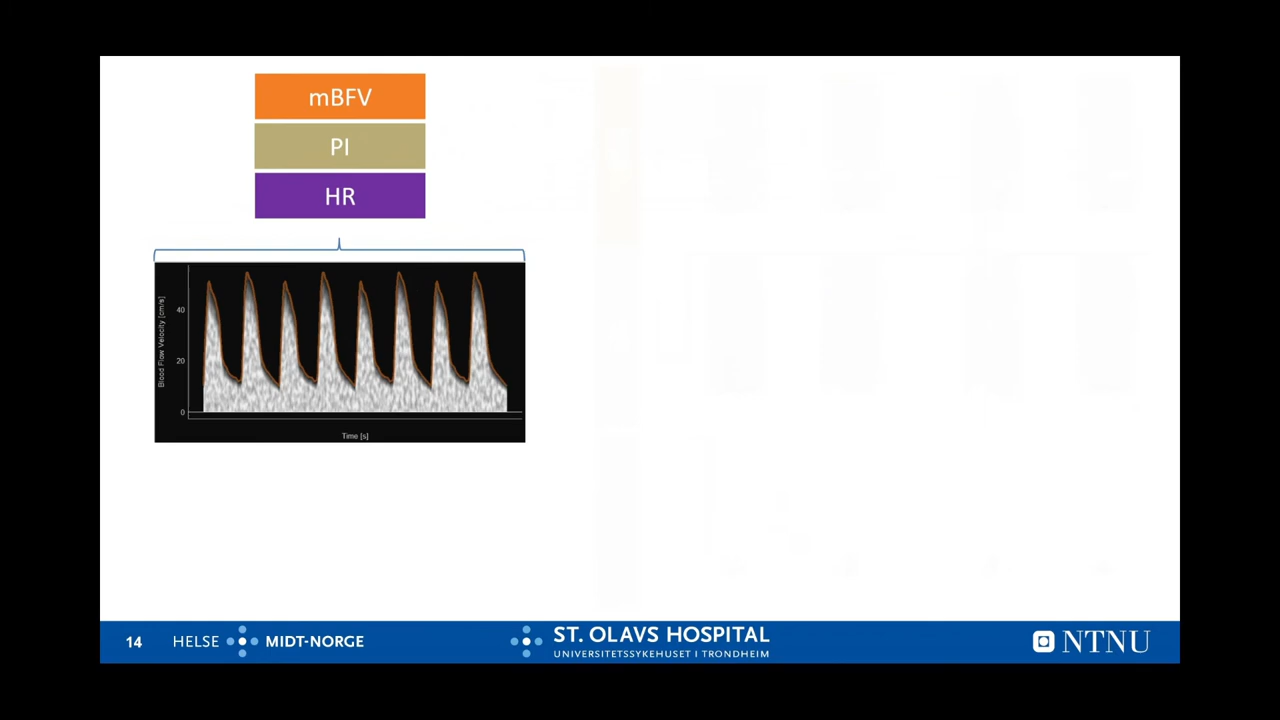 mBFV
PI
HR
Blood Flow Velocity [cm/s]
40
20
0
Time [s]
14
HELSE MIDT-NORGE
ST. OLAVS HOSPITAL
UNIVERSITETSSYKEHUSET I TRONDHEIM
NTNU